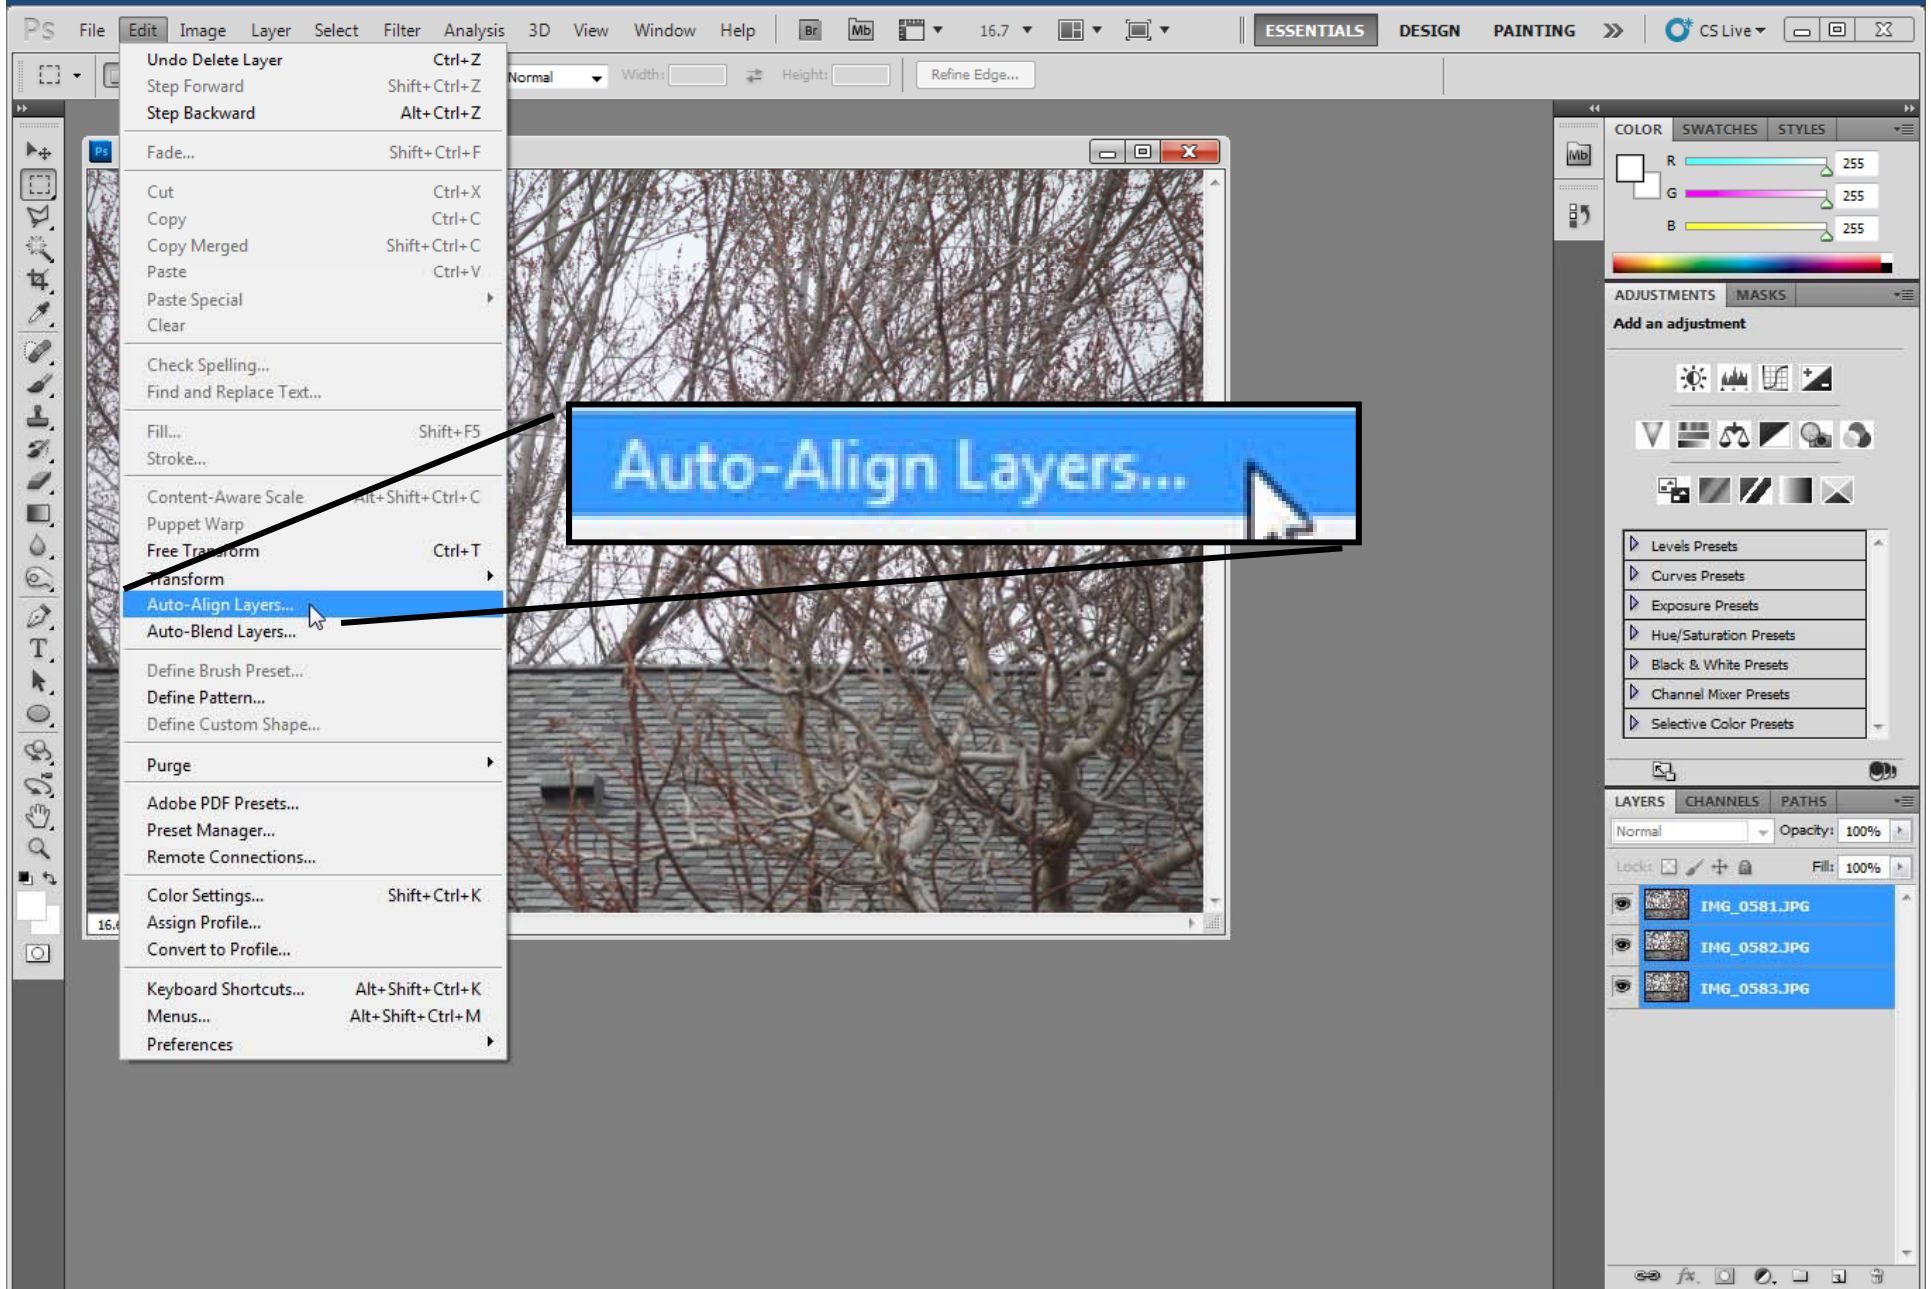 Ps File Edit Image Layer Select Filter Analysis 3D View Window Help Br Mb 16.7 ESSENTIALS DESIGN PAINTING CS Live
Normal Width: Height: Refine Edge...
Undo Delete Layer Ctrl+Z
Step Forward Shift+Ctrl+Z
Step Backward Alt+Ctrl+Z
Fade... Shift+Ctrl+F
Cut Ctrl+X
Copy Ctrl+C
Copy Merged Shift+Ctrl+C
Paste Ctrl+V
Paste Special
Clear
Check Spelling...
Find and Replace Text...
Fill... Shift+F5
Stroke...
Content-Aware Scale Alt+Shift+Ctrl+C
Puppet Warp
Free Transform Ctrl+T
Transform
Auto-Align Layers...
Auto-Blend Layers...
Define Brush Preset...
Define Pattern...
Define Custom Shape...
Purge
Adobe PDF Presets...
Preset Manager...
Remote Connections...
Color Settings... Shift+Ctrl+K
Assign Profile...
Convert to Profile...
Keyboard Shortcuts... Alt+Shift+Ctrl+K
Menus... Alt+Shift+Ctrl+M
Preferences
Ps
Auto-Align Layers...
Mb
COLOR SWATCHES STYLES
R 255
G 255
B 255
ADJUSTMENTS MASKS
Add an adjustment
Levels Presets
Curves Presets
Exposure Presets
Hue/Saturation Presets
Black & White Presets
Channel Mixer Presets
Selective Color Presets
LAYERS CHANNELS PATHS
Normal Opacity: 100%
Lock: Fill: 100%
IMG_0581.JPG
IMG_0582.JPG
IMG_0583.JPG